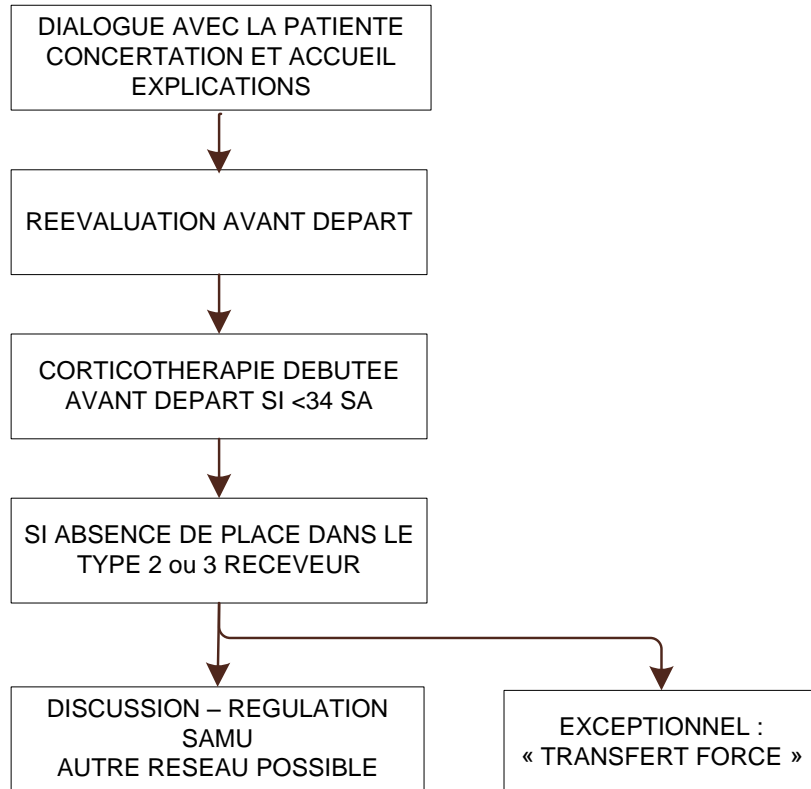 DIALOGUE AVEC LA PATIENTE
CONCERTATION ET ACCUEIL
EXPLICATIONS
REEVALUATION AVANT DEPART
CORTICOTHERAPIE DEBUTEE
AVANT DEPART SI <34 SA
SI ABSENCE DE PLACE DANS LE
TYPE 2 ou 3 RECEVEUR
DISCUSSION – REGULATION
SAMU
AUTRE RESEAU POSSIBLE
EXCEPTIONNEL :
« TRANSFERT FORCE »